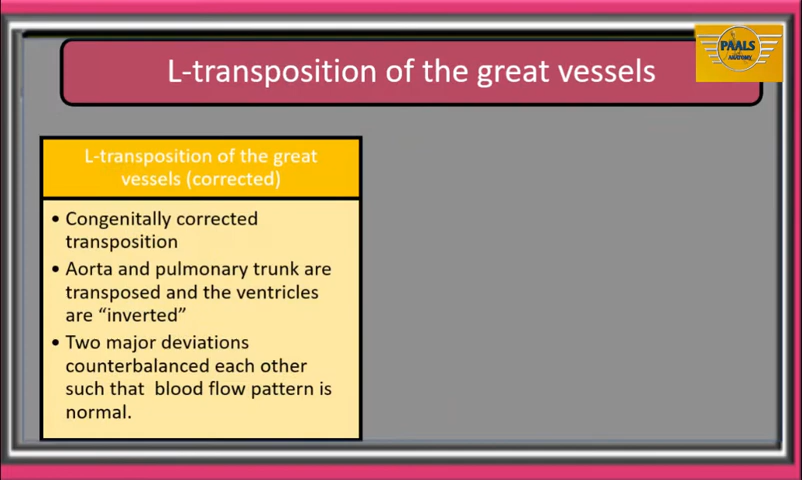 L-transposition of the great vessels
PAALS
ANATOMY
L-transposition of the great
vessels (corrected)
• Congenitally corrected
transposition
• Aorta and pulmonary trunk are
transposed and the ventricles
are “inverted”
• Two major deviations
counterbalanced each other
such that blood flow pattern is
normal.